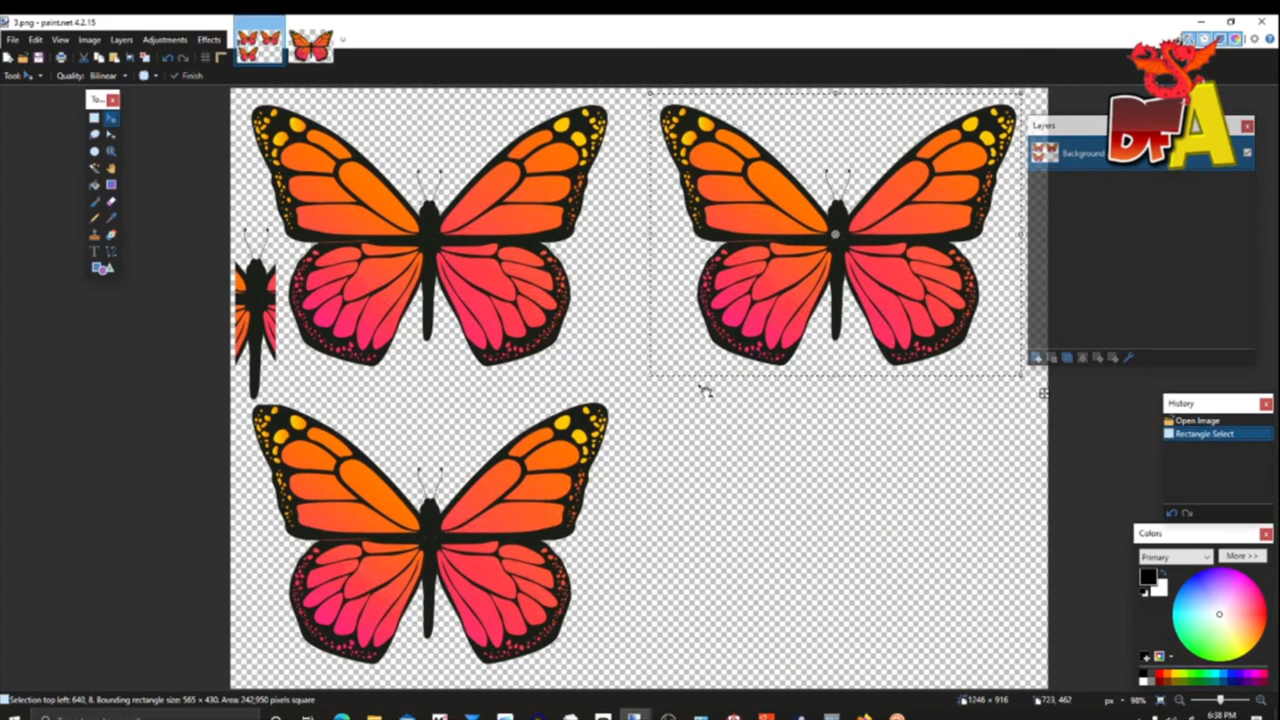 3.png - paint.net 4.2.15
File Edit View Image Layers Adjustments Effects
Tool: Quality: Bilinear Finish
To...
DFA
Layers
Background
History
Open Image
Rectangle Select
Colors
Primary More >>
Selection top left: 640, 8. Bounding rectangle size: 565 × 430. Area: 242,950 pixels square
1246 × 916 723, 462 px 98%
6:38 PM